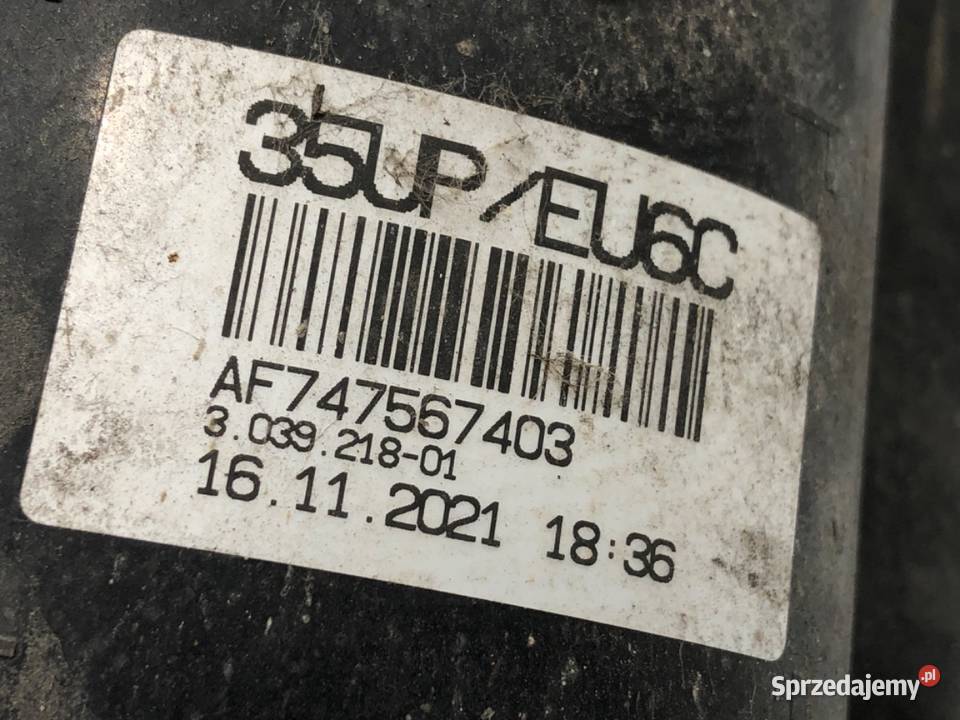 35UP/EU6C
AF747567403
3.039.218-01
16.11.2021 18:36
Sprzedajemy.pl